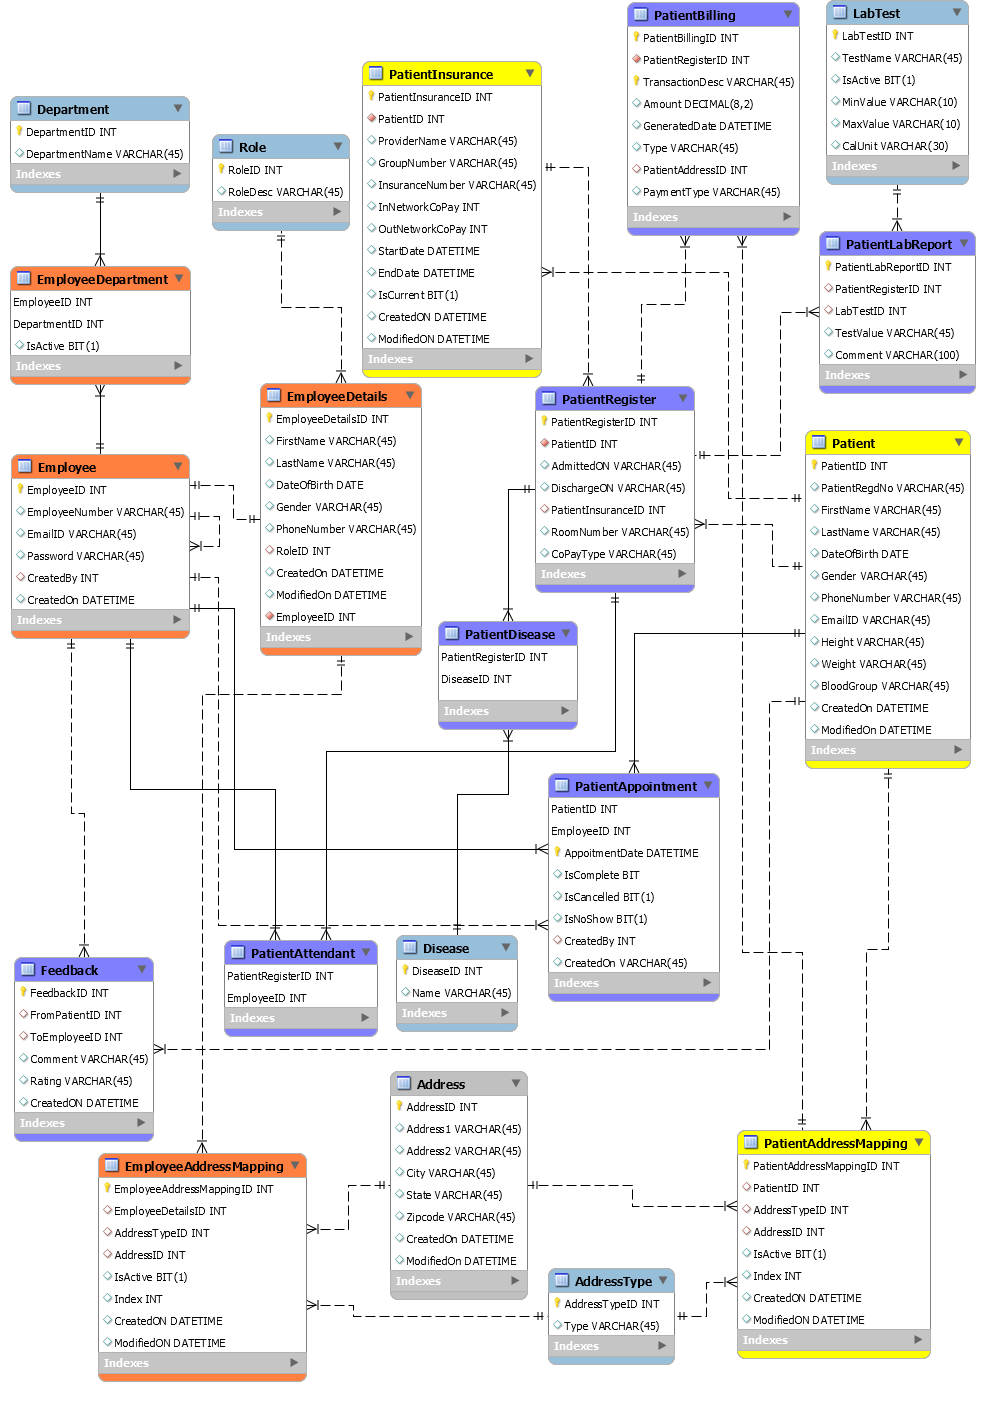 PatientBilling
PatientBillingID INT
PatientRegisterID INT
TransactionDesc VARCHAR(45)
Amount DECIMAL(8,2)
GeneratedDate DATETIME
Type VARCHAR(45)
PatientAddressID INT
PaymentType VARCHAR(45)
Indexes
LabTest
LabTestID INT
TestName VARCHAR(45)
IsActive BIT(1)
MinValue VARCHAR(10)
MaxValue VARCHAR(10)
CalUnit VARCHAR(30)
Indexes
PatientInsurance
PatientInsuranceID INT
PatientID INT
ProviderName VARCHAR(45)
GroupNumber VARCHAR(45)
InsuranceNumber VARCHAR(45)
InNetworkCoPay INT
OutNetworkCoPay INT
StartDate DATETIME
EndDate DATETIME
IsCurrent BIT(1)
CreatedON DATETIME
ModifiedON DATETIME
Indexes
Department
DepartmentID INT
DepartmentName VARCHAR(45)
Indexes
Role
RoleID INT
RoleDesc VARCHAR(45)
Indexes
PatientLabReport
PatientLabReportID INT
PatientRegisterID INT
LabTestID INT
TestValue VARCHAR(45)
Comment VARCHAR(100)
Indexes
EmployeeDepartment
EmployeeID INT
DepartmentID INT
IsActive BIT(1)
Indexes
EmployeeDetails
EmployeeDetailsID INT
FirstName VARCHAR(45)
LastName VARCHAR(45)
DateOfBirth DATE
Gender VARCHAR(45)
PhoneNumber VARCHAR(45)
RoleID INT
CreatedOn DATETIME
ModifiedOn DATETIME
EmployeeID INT
Indexes
PatientRegister
PatientRegisterID INT
PatientID INT
AdmittedON VARCHAR(45)
DischargeON VARCHAR(45)
PatientInsuranceID INT
RoomNumber VARCHAR(45)
CoPayType VARCHAR(45)
Indexes
Patient
PatientID INT
PatientRegdNo VARCHAR(45)
FirstName VARCHAR(45)
LastName VARCHAR(45)
DateOfBirth DATE
Gender VARCHAR(45)
PhoneNumber VARCHAR(45)
EmailID VARCHAR(45)
Height VARCHAR(45)
Weight VARCHAR(45)
BloodGroup VARCHAR(45)
CreatedOn DATETIME
ModifiedOn DATETIME
Indexes
Employee
EmployeeID INT
EmployeeNumber VARCHAR(45)
EmailID VARCHAR(45)
Password VARCHAR(45)
CreatedBy INT
CreatedOn DATETIME
Indexes
PatientDisease
PatientRegisterID INT
DiseaseID INT
Indexes
PatientAppointment
PatientID INT
EmployeeID INT
AppoitmentDate DATETIME
IsComplete BIT
IsCancelled BIT(1)
IsNoShow BIT(1)
CreatedBy INT
CreatedOn VARCHAR(45)
Indexes
PatientAttendant
PatientRegisterID INT
EmployeeID INT
Indexes
Disease
DiseaseID INT
Name VARCHAR(45)
Indexes
Feedback
FeedbackID INT
FromPatientID INT
ToEmployeeID INT
Comment VARCHAR(45)
Rating VARCHAR(45)
CreatedON DATETIME
Indexes
Address
AddressID INT
Address1 VARCHAR(45)
Address2 VARCHAR(45)
City VARCHAR(45)
State VARCHAR(45)
Zipcode VARCHAR(45)
CreatedOn DATETIME
ModifiedOn DATETIME
Indexes
PatientAddressMapping
PatientAddressMappingID INT
PatientID INT
AddressTypeID INT
AddressID INT
IsActive BIT(1)
Index INT
CreatedON DATETIME
ModifiedON DATETIME
Indexes
EmployeeAddressMapping
EmployeeAddressMappingID INT
EmployeeDetailsID INT
AddressTypeID INT
AddressID INT
IsActive BIT(1)
Index INT
CreatedON DATETIME
ModifiedON DATETIME
Indexes
AddressType
AddressTypeID INT
Type VARCHAR(45)
Indexes